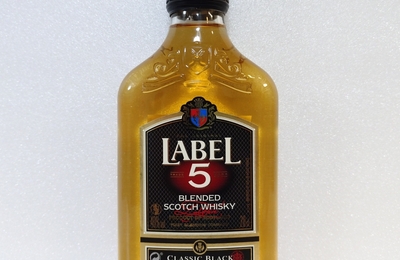 LABEL
5
BLENDED
SCOTCH WHISKY
CLASSIC BLACK